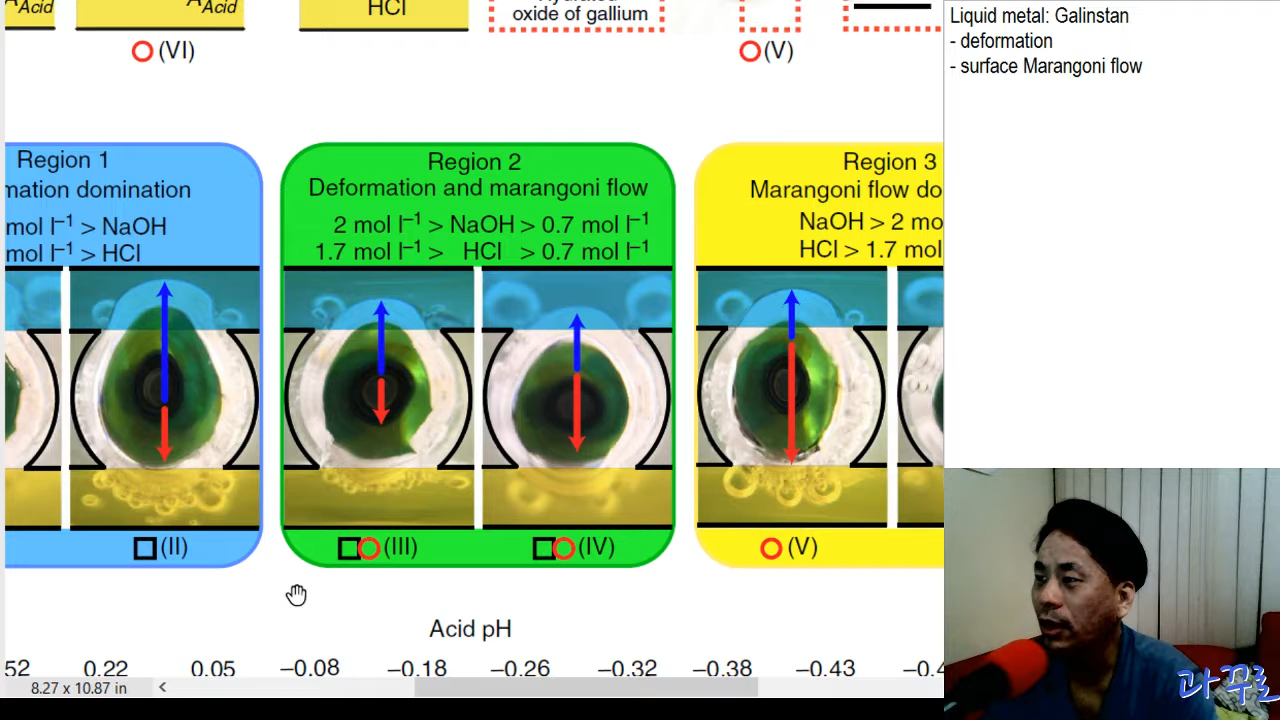 A_Acid
A_Acid
HCl
oxide of gallium
(VI)
(V)
Region 1
mation domination
mol l⁻¹ > NaOH
mol l⁻¹ > HCl
(II)
Region 2
Deformation and marangoni flow
2 mol l⁻¹ > NaOH > 0.7 mol l⁻¹
1.7 mol l⁻¹ > HCl > 0.7 mol l⁻¹
(III)
(IV)
Region 3
Marangoni flow do
NaOH > 2 mo
HCl > 1.7 mol
(V)
Acid pH
52 0.22 0.05 −0.08 −0.18 −0.26 −0.32 −0.38 −0.43 −0.4
8.27 x 10.87 in
Liquid metal: Galinstan
- deformation
- surface Marangoni flow
과꾸로